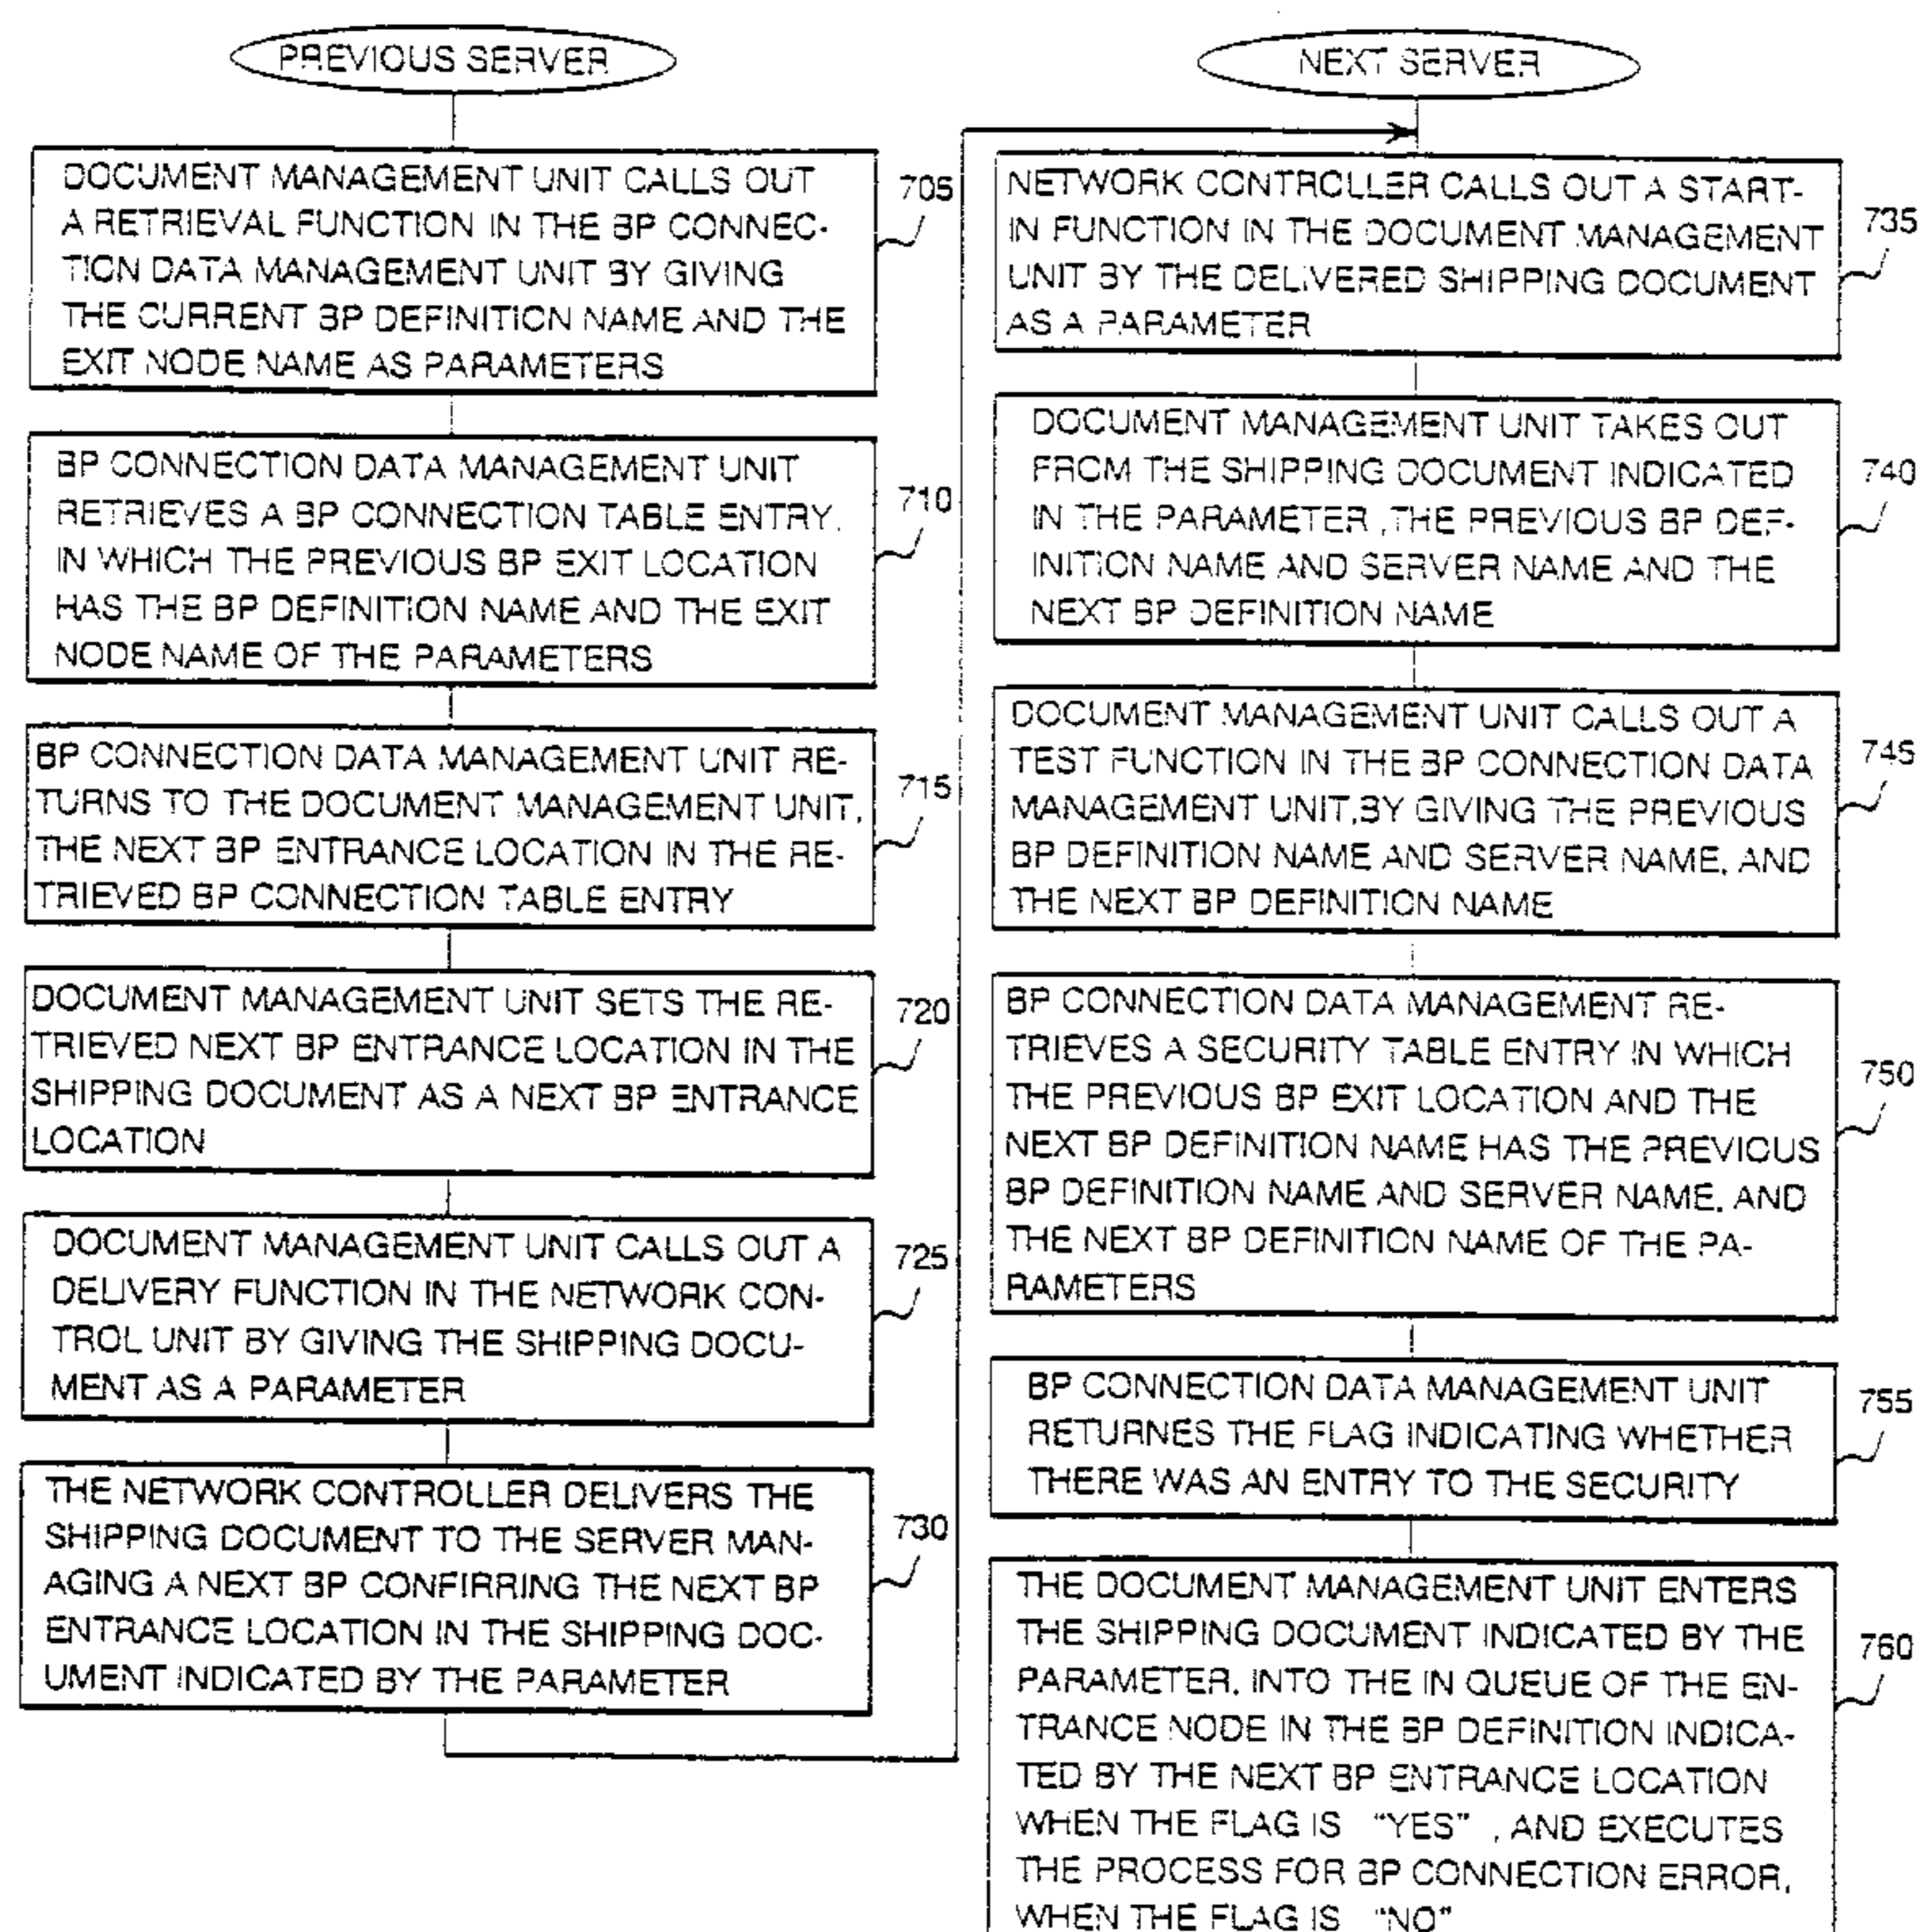 PREVIOUS SERVER
DOCUMENT MANAGEMENT UNIT CALLS OUT
A RETRIEVAL FUNCTION IN THE BP CONNEC-
TION DATA MANAGEMENT UNIT BY GIVING
THE CURRENT BP DEFINITION NAME AND THE
EXIT NODE NAME AS PARAMETERS
705
BP CONNECTION DATA MANAGEMENT UNIT
RETRIEVES A BP CONNECTION TABLE ENTRY,
IN WHICH THE PREVIOUS BP EXIT LOCATION
HAS THE BP DEFINITION NAME AND THE EXIT
NODE NAME OF THE PARAMETERS
710
BP CONNECTION DATA MANAGEMENT UNIT RE-
TURNS TO THE DOCUMENT MANAGEMENT UNIT,
THE NEXT BP ENTRANCE LOCATION IN THE RE-
TRIEVED BP CONNECTION TABLE ENTRY
715
DOCUMENT MANAGEMENT UNIT SETS THE RE-
TRIEVED NEXT BP ENTRANCE LOCATION IN THE
SHIPPING DOCUMENT AS A NEXT BP ENTRANCE
LOCATION
720
DOCUMENT MANAGEMENT UNIT CALLS OUT A
DELIVERY FUNCTION IN THE NETWORK CON-
TROL UNIT BY GIVING THE SHIPPING DOCU-
MENT AS A PARAMETER
725
THE NETWORK CONTROLLER DELIVERS THE
SHIPPING DOCUMENT TO THE SERVER MAN-
AGING A NEXT BP CONFIRRING THE NEXT BP
ENTRANCE LOCATION IN THE SHIPPING DOC-
UMENT INDICATED BY THE PARAMETER
730
NEXT SERVER
NETWORK CONTROLLER CALLS OUT A START-
IN FUNCTION IN THE DOCUMENT MANAGEMENT
UNIT BY THE DELIVERED SHIPPING DOCUMENT
AS A PARAMETER
735
DOCUMENT MANAGEMENT UNIT TAKES OUT
FROM THE SHIPPING DOCUMENT INDICATED
IN THE PARAMETER ,THE PREVIOUS BP DEF-
INITION NAME AND SERVER NAME AND THE
NEXT BP DEFINITION NAME
740
DOCUMENT MANAGEMENT UNIT CALLS OUT A
TEST FUNCTION IN THE BP CONNECTION DATA
MANAGEMENT UNIT,BY GIVING THE PREVIOUS
BP DEFINITION NAME AND SERVER NAME, AND
THE NEXT BP DEFINITION NAME
745
BP CONNECTION DATA MANAGEMENT RE-
TRIEVES A SECURITY TABLE ENTRY IN WHICH
THE PREVIOUS BP EXIT LOCATION AND THE
NEXT BP DEFINITION NAME HAS THE PREVIOUS
BP DEFINITION NAME AND SERVER NAME, AND
THE NEXT BP DEFINITION NAME OF THE PA-
RAMETERS
750
BP CONNECTION DATA MANAGEMENT UNIT
RETURNES THE FLAG INDICATING WHETHER
THERE WAS AN ENTRY TO THE SECURITY
755
THE DOCUMENT MANAGEMENT UNIT ENTERS
THE SHIPPING DOCUMENT INDICATED BY THE
PARAMETER, INTO THE IN QUEUE OF THE EN-
TRANCE NODE IN THE BP DEFINITION INDICA-
TED BY THE NEXT BP ENTRANCE LOCATION
WHEN THE FLAG IS "YES" , AND EXECUTES
THE PROCESS FOR BP CONNECTION ERROR,
WHEN THE FLAG IS "NO"
760